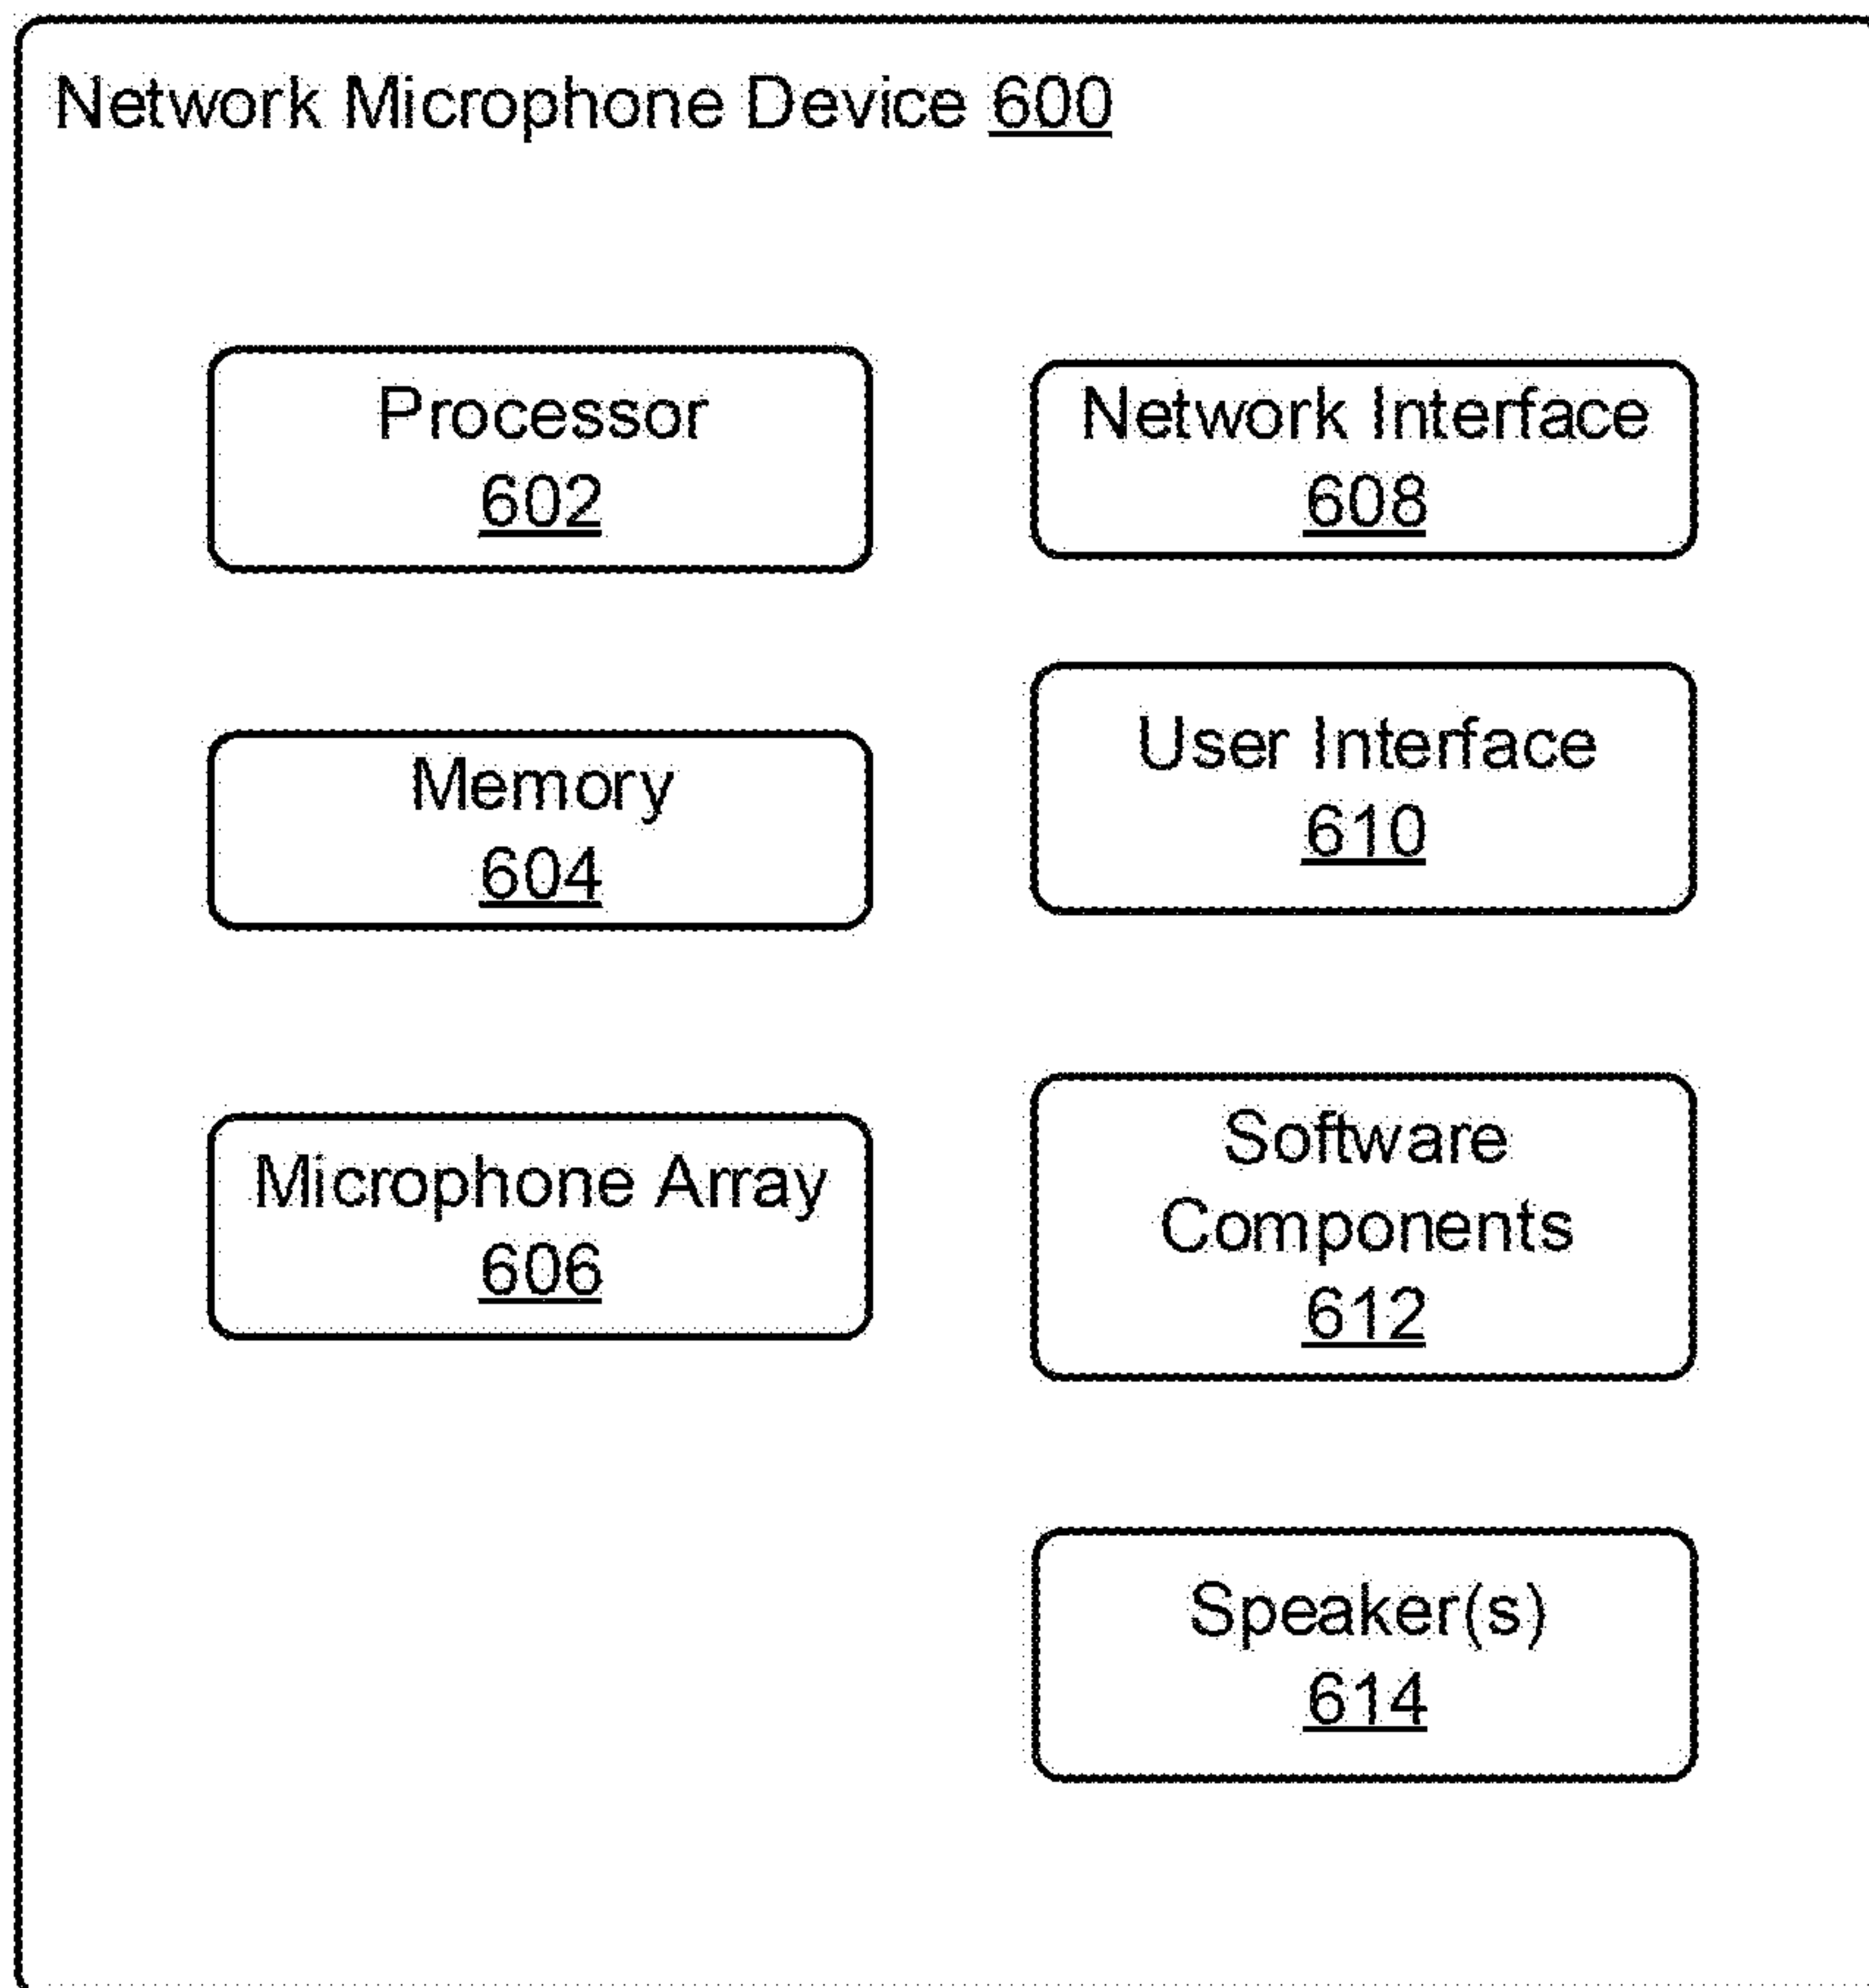 Network Microphone Device 600
Processor
602
Memory
604
Microphone Array
606
Network Interface
608
User Interface
610
Software
Components
612
Speaker(s)
614